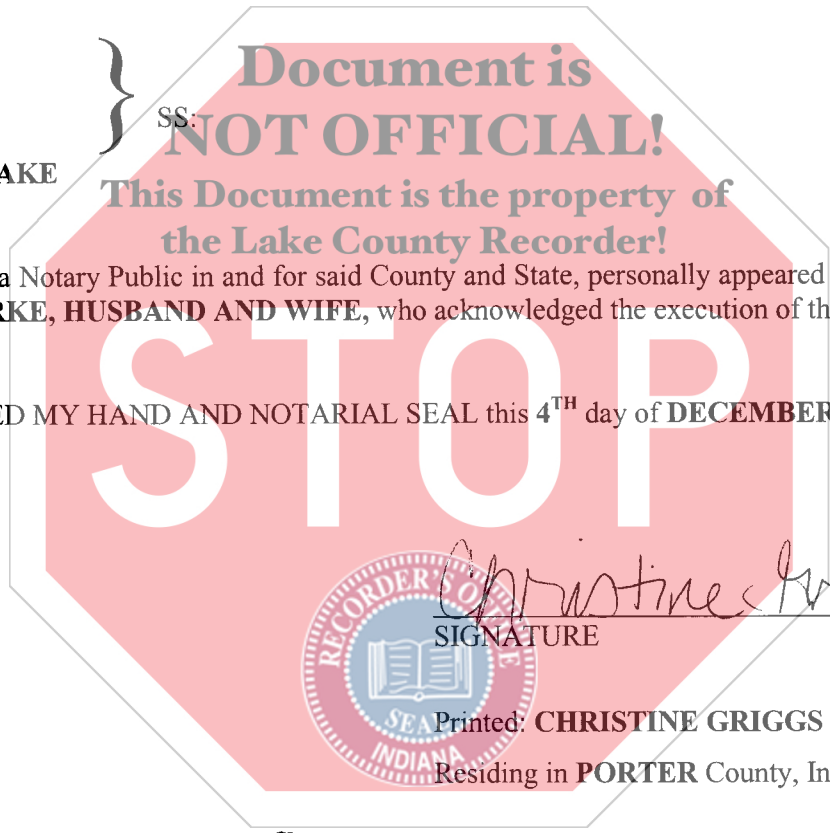 Document is
SS:
NOT OFFICIAL!
AKE
This Document is the property of
the Lake County Recorder!
a Notary Public in and for said County and State, personally appeared
RKE, HUSBAND AND WIFE, who acknowledged the execution of th
STOP
ED MY HAND AND NOTARIAL SEAL this 4TH day of DECEMBER
Christine Gr
SIGNATURE
RECORDER'S OFFICE
SEAL
INDIANA
Printed: CHRISTINE GRIGGS
Residing in PORTER County, In